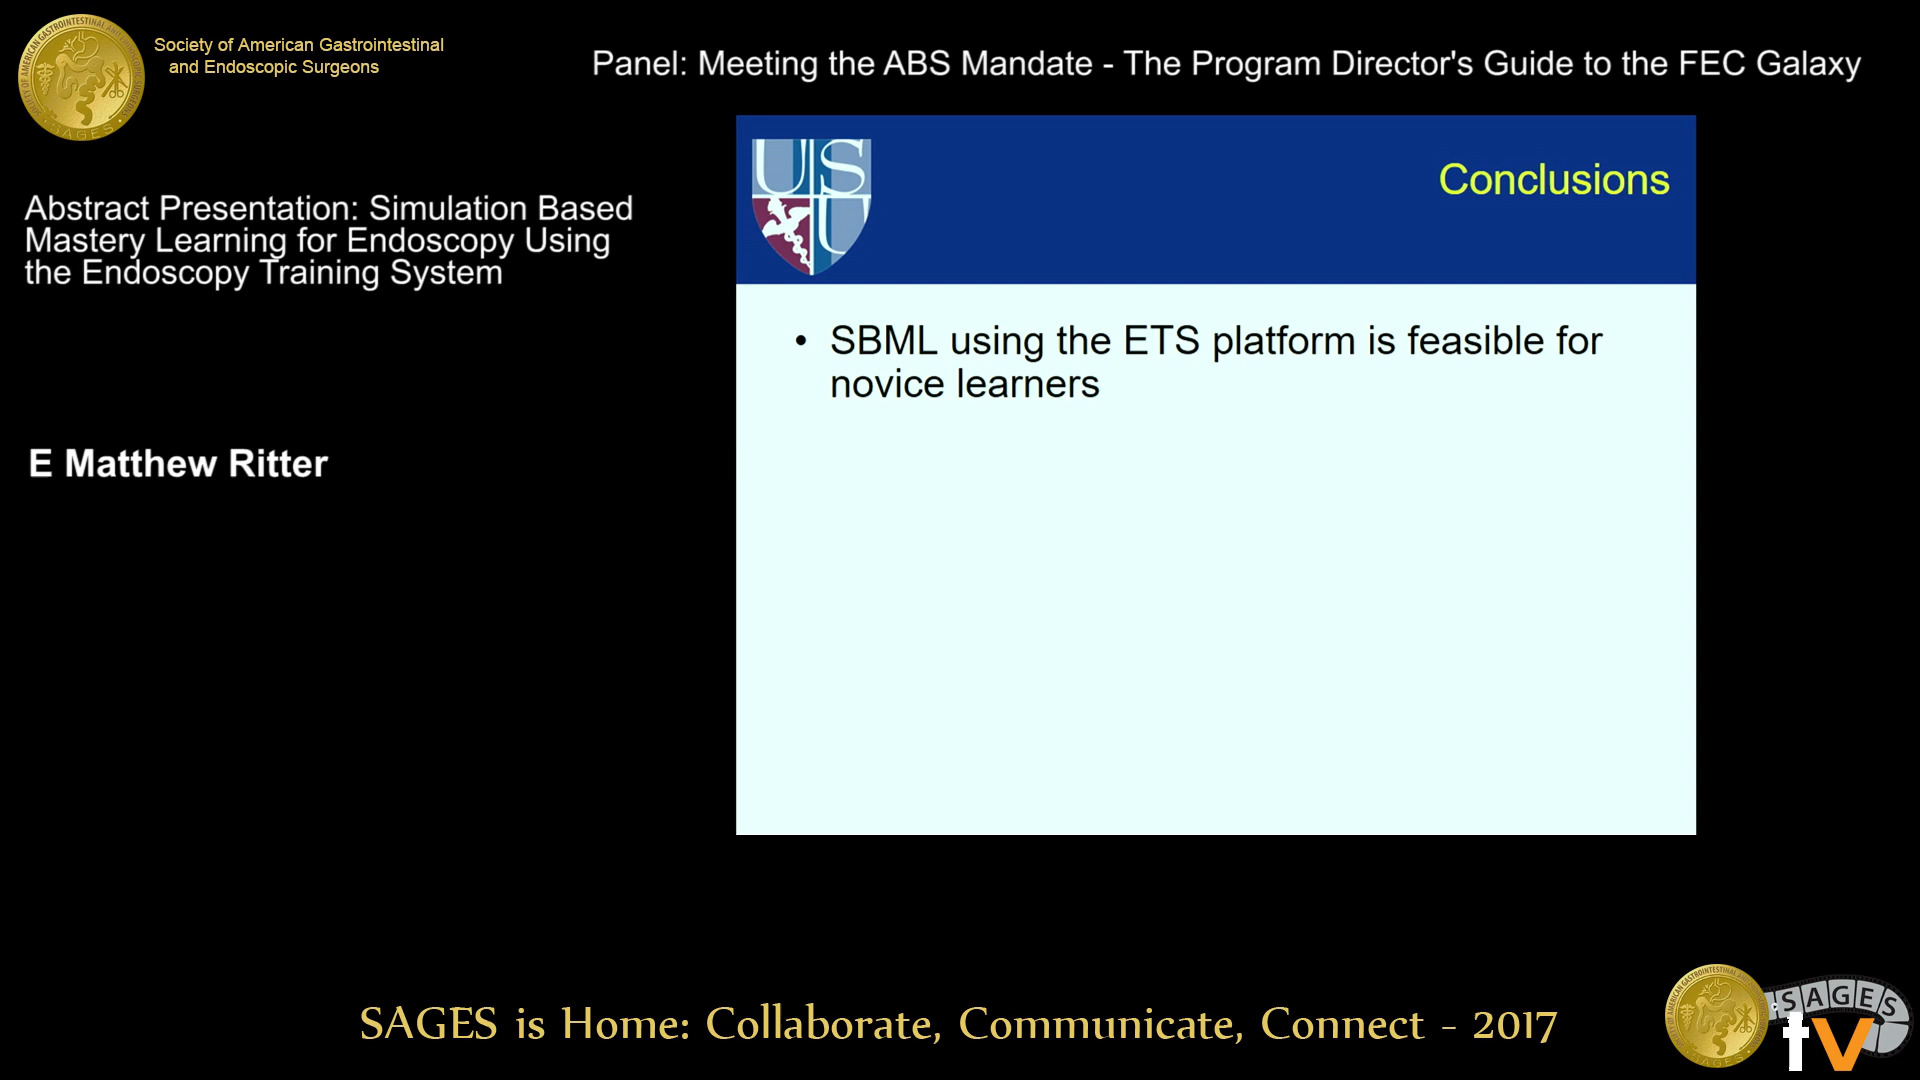 Society of American Gastrointestinal
and Endoscopic Surgeons
Panel: Meeting the ABS Mandate - The Program Director's Guide to the FEC Galaxy
Abstract Presentation: Simulation Based
Mastery Learning for Endoscopy Using
the Endoscopy Training System
E Matthew Ritter
USU
Conclusions
• SBML using the ETS platform is feasible for
novice learners
SAGES is Home: Collaborate, Communicate, Connect - 2017
SAGES
tv
SAGES